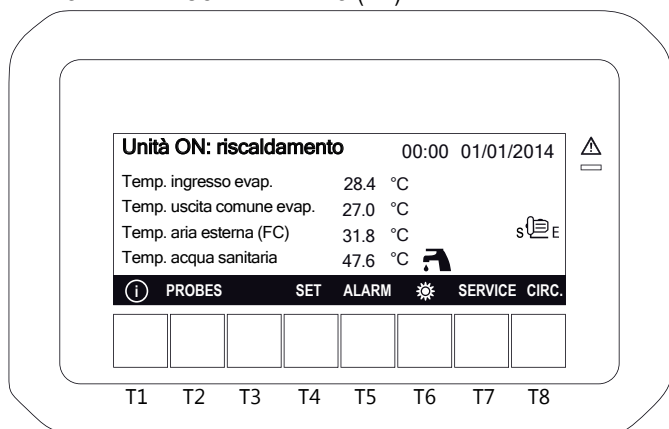 Unità ON: riscaldamento 00:00 01/01/2014
Temp. ingresso evap. 28.4 °C
Temp. uscita comune evap. 27.0 °C
Temp. aria esterna (FC) 31.8 °C
S E
Temp. acqua sanitaria 47.6 °C
i PROBES SET ALARM SERVICE CIRC.
T1 T2 T3 T4 T5 T6 T7 T8